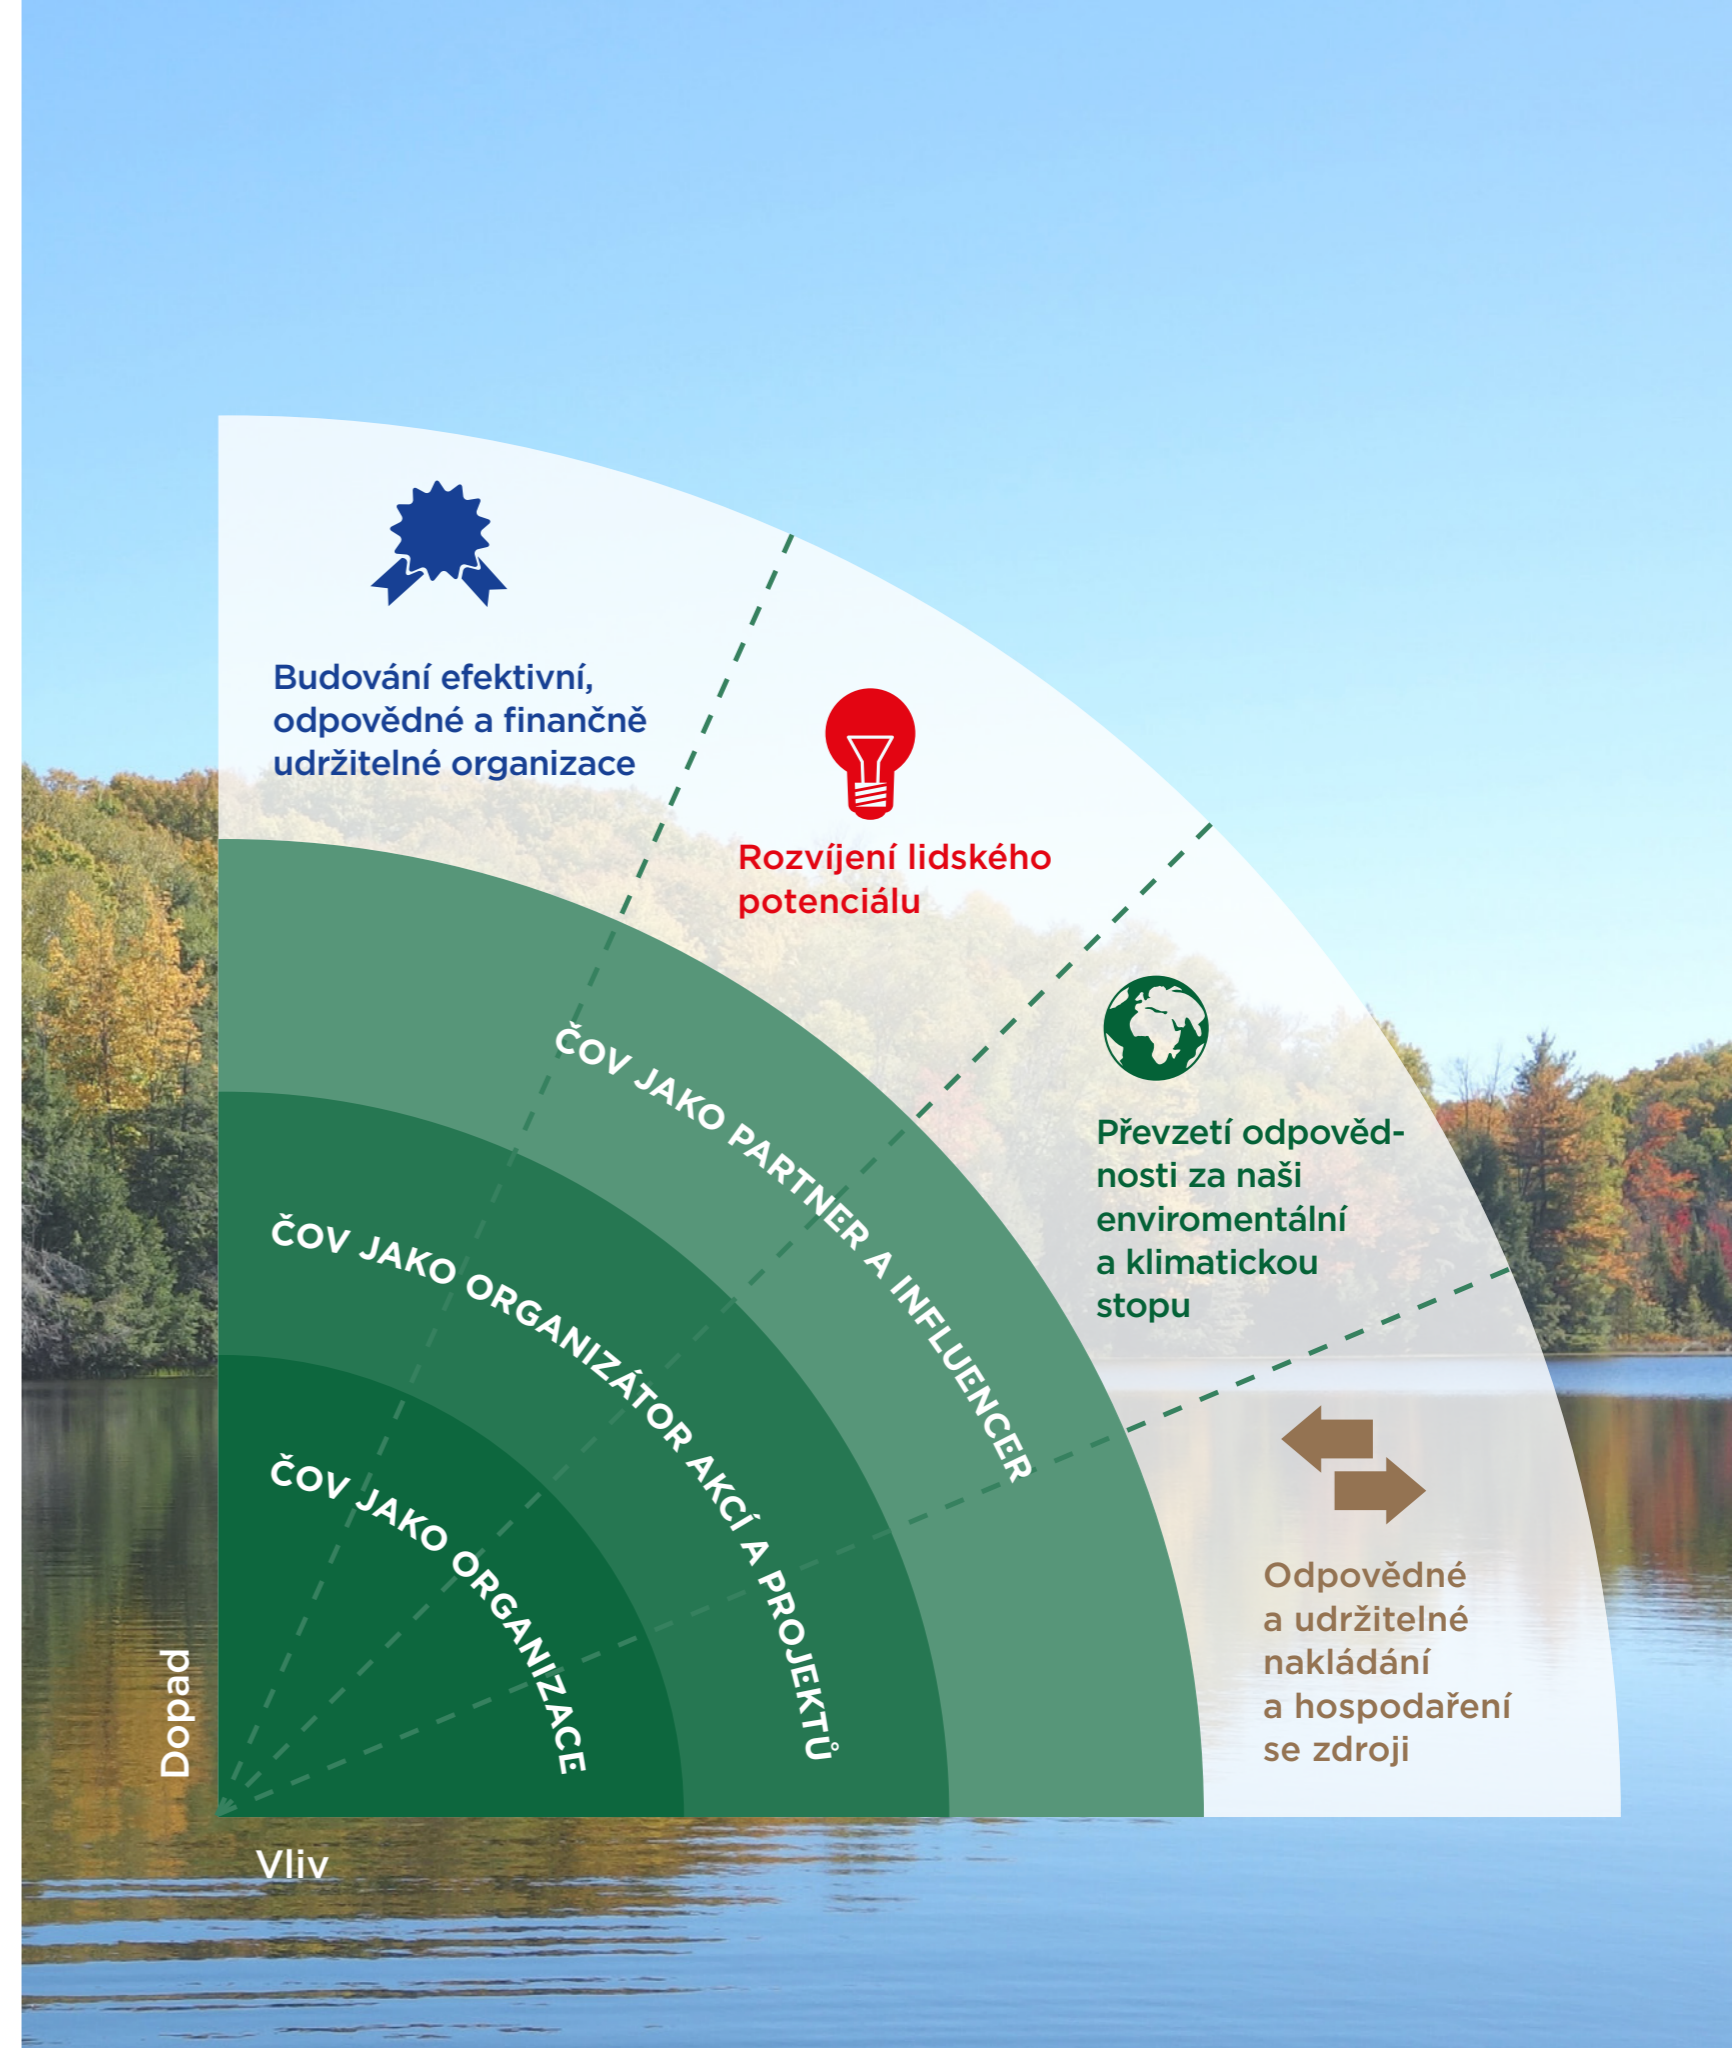 Budování efektivní,
odpovědné a finančně
udržitelné organizace
Rozvíjení lidského
potenciálu
Převzetí odpověd-
nosti za naši
enviromentální
a klimatickou
stopu
Odpovědné
a udržitelné
nakládání
a hospodaření
se zdroji
ČOV JAKO PARTNER A INFLUENCER
ČOV JAKO ORGANIZÁTOR AKCÍ A PROJEKTŮ
ČOV JAKO ORGANIZACE
Dopad
Vliv